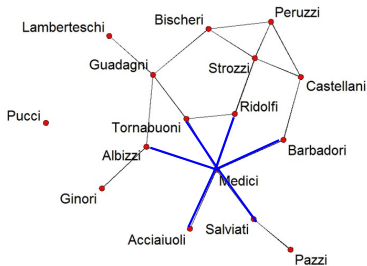 Peruzzi
Bischeri
Lamberteschi
Guadagni
Strozzi
Castellani
Ridolfi
Pucci
Tornabuoni
Barbadori
Albizzi
Medici
Ginori
Acciaiuoli
Salviati
Pazzi